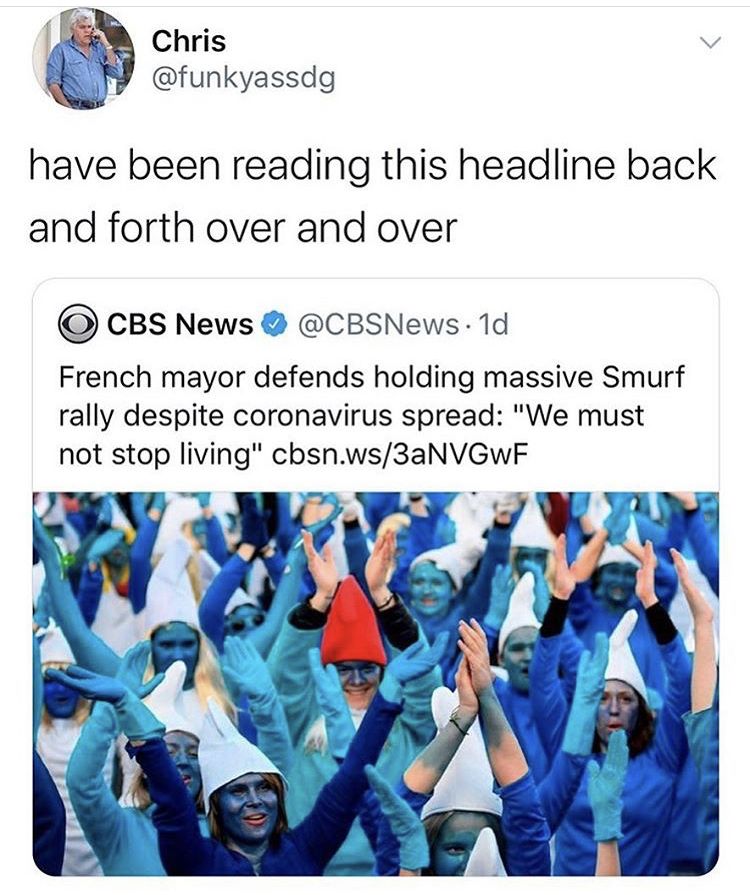 Chris
@funkyassdg
have been reading this headline back
and forth over and over
CBS News @CBSNews · 1d
French mayor defends holding massive Smurf
rally despite coronavirus spread: "We must
not stop living" cbsn.ws/3aNVGwF